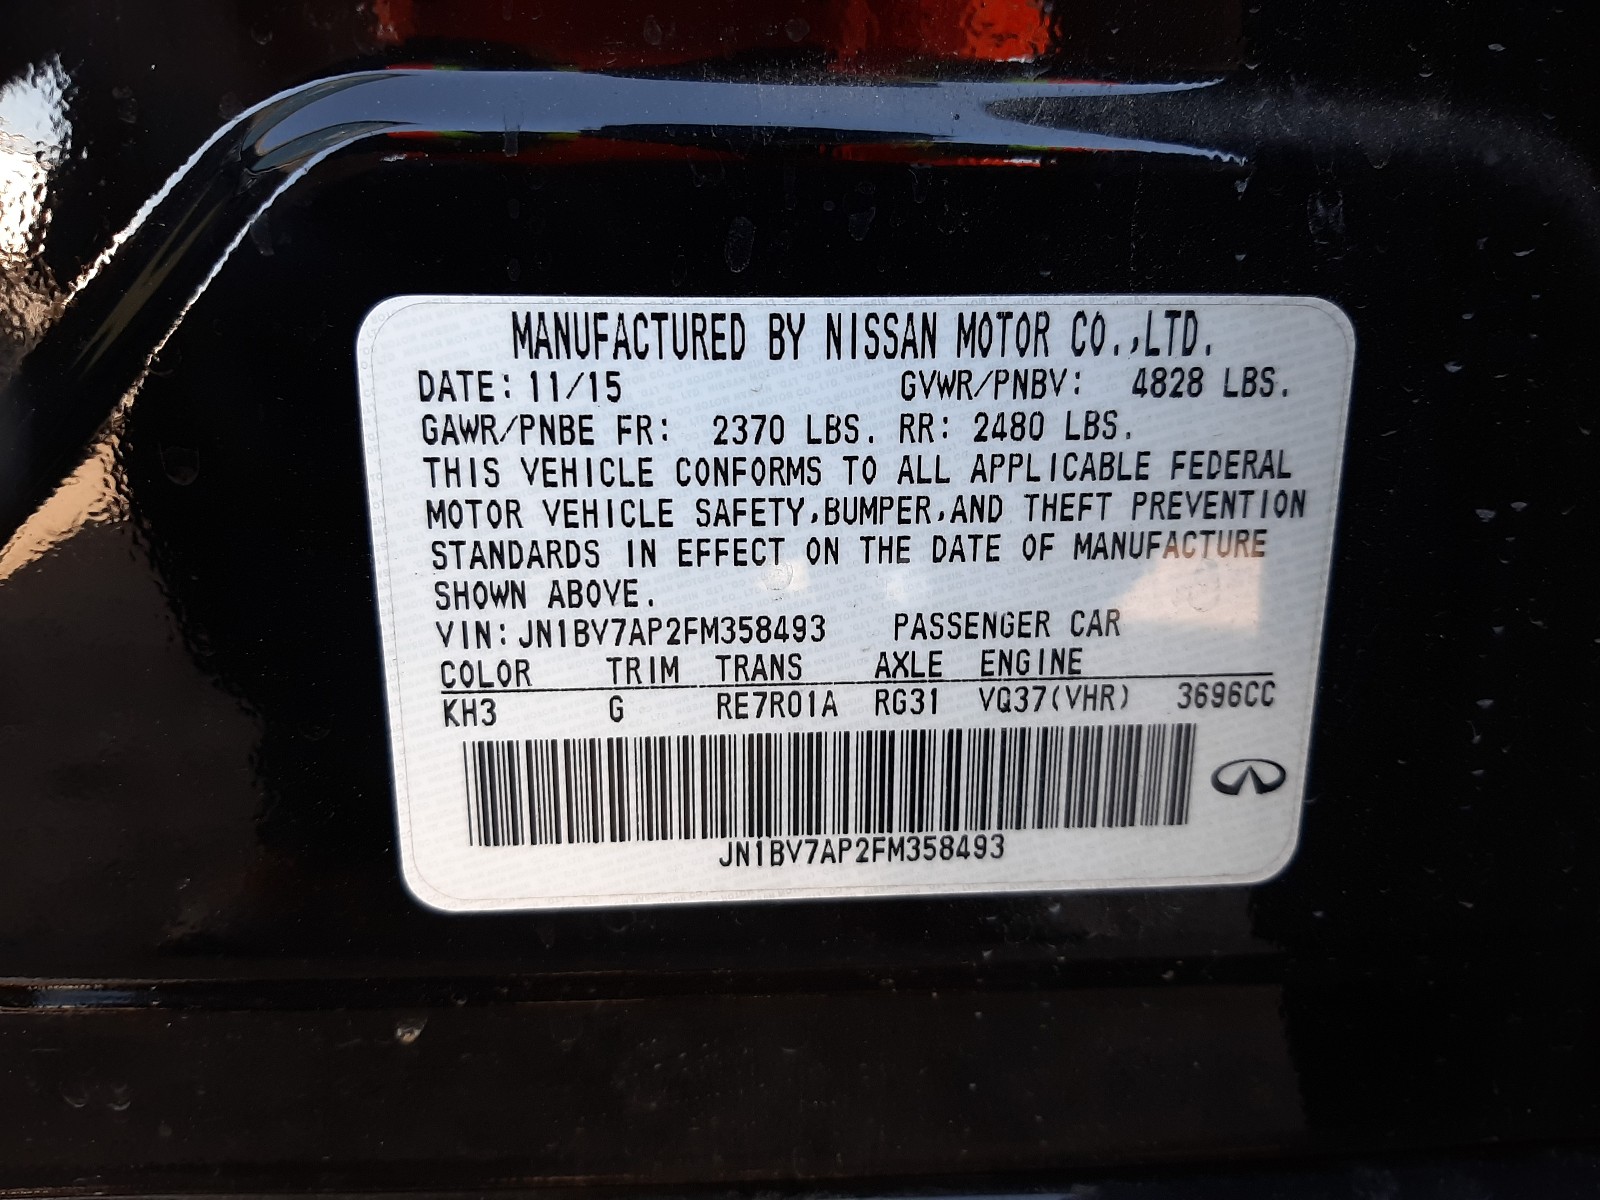 MANUFACTURED BY NISSAN MOTOR CO.,LTD.
DATE: 11/15 GVWR/PNBV: 4828 LBS.
GAWR/PNBE FR: 2370 LBS. RR: 2480 LBS.
THIS VEHICLE CONFORMS TO ALL APPLICABLE FEDERAL
MOTOR VEHICLE SAFETY,BUMPER,AND THEFT PREVENTION
STANDARDS IN EFFECT ON THE DATE OF MANUFACTURE
SHOWN ABOVE.
VIN:JN1BV7AP2FM358493 PASSENGER CAR
COLOR TRIM TRANS AXLE ENGINE
KH3 G RE7R01A RG31 VQ37(VHR) 3696CC
JN1BV7AP2FM358493